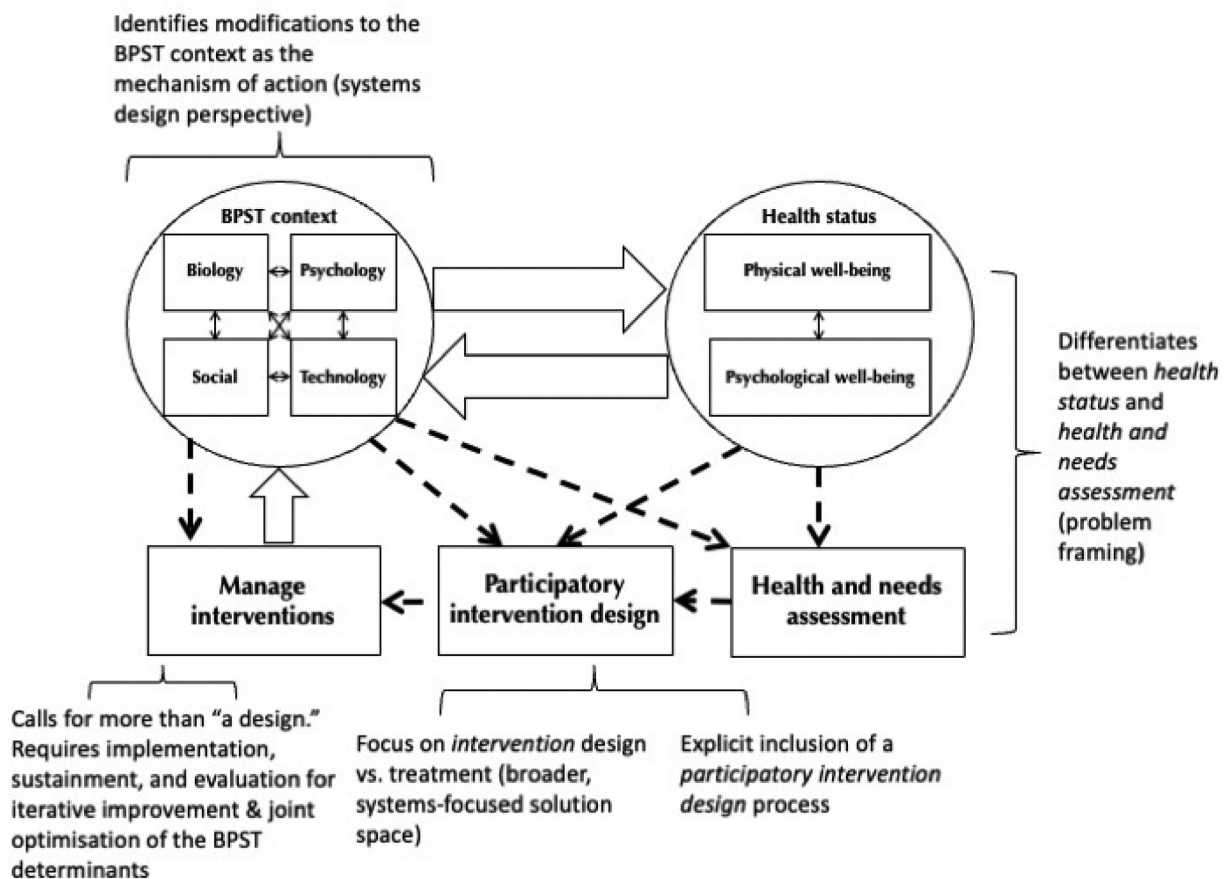 Identifies modifications to the
BPST context as the
mechanism of action (systems
design perspective)
BPST context
Biology
Psychology
Social
Technology
Health status
Physical well-being
Psychological well-being
Differentiates
between health
status and
health and
needs
assessment
(problem
framing)
Manage
interventions
Participatory
intervention design
Health and needs
assessment
Calls for more than “a design.”
Requires implementation,
sustainment, and evaluation for
iterative improvement & joint
optimisation of the BPST
determinants
Focus on intervention design
vs. treatment (broader,
systems-focused solution
space)
Explicit inclusion of a
participatory intervention
design process